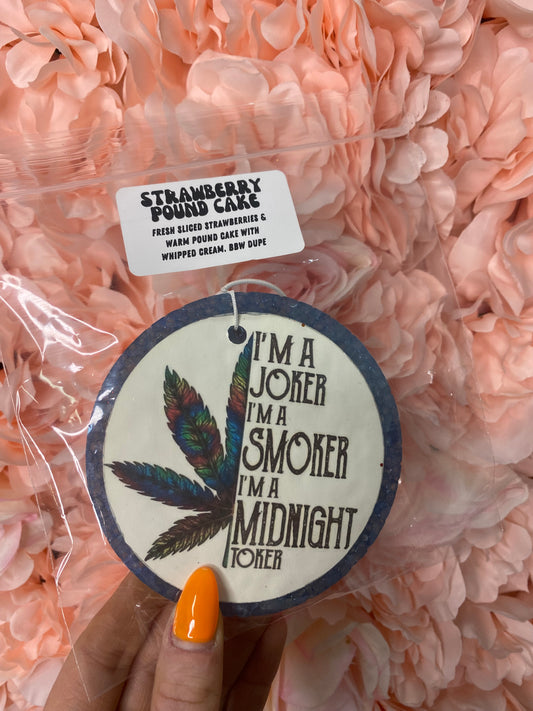 STRAWBERRY
POUND CAKE
FRESH SLICED STRAWBERRIES &
WARM POUND CAKE WITH
WHIPPED CREAM. BBW DUPE
I'M A
JOKER
I'M A
SMOKER
I'M A
MIDNIGHT
TOKER